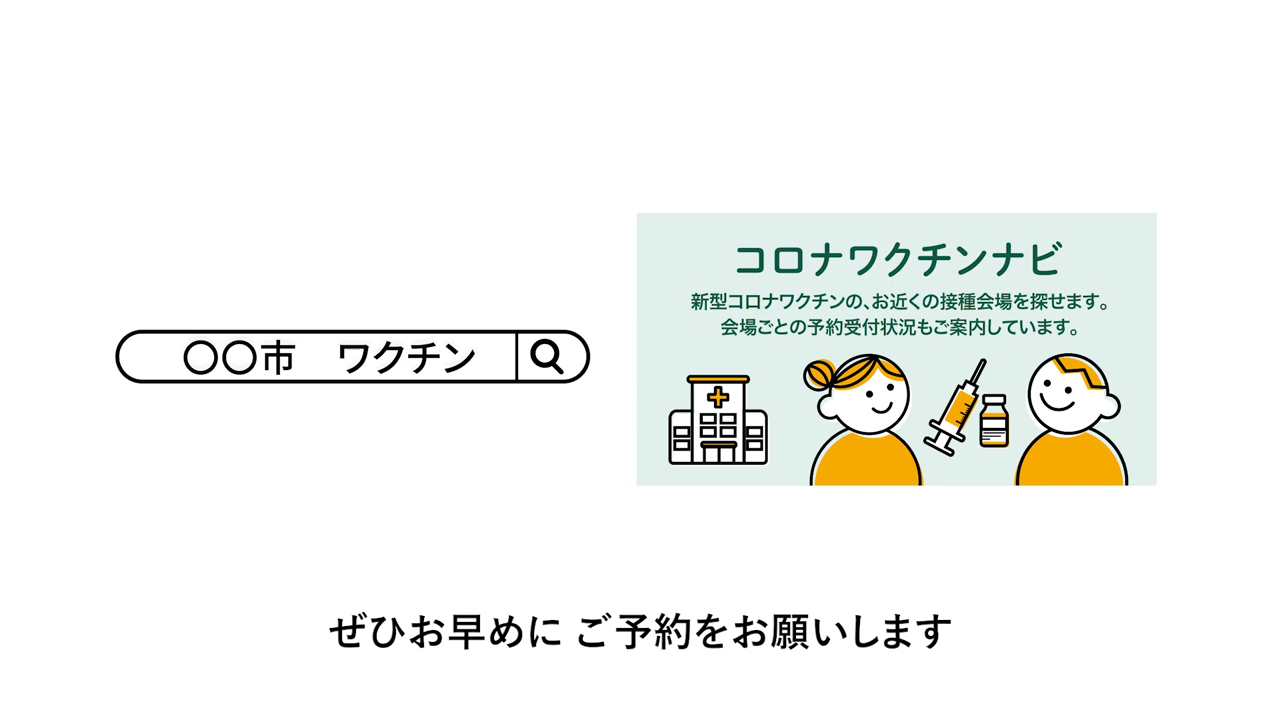 〇〇市　ワクチン
コロナワクチンナビ
新型コロナワクチンの、お近くの接種会場を探せます。
会場ごとの予約受付状況もご案内しています。
ぜひお早めに ご予約をお願いします